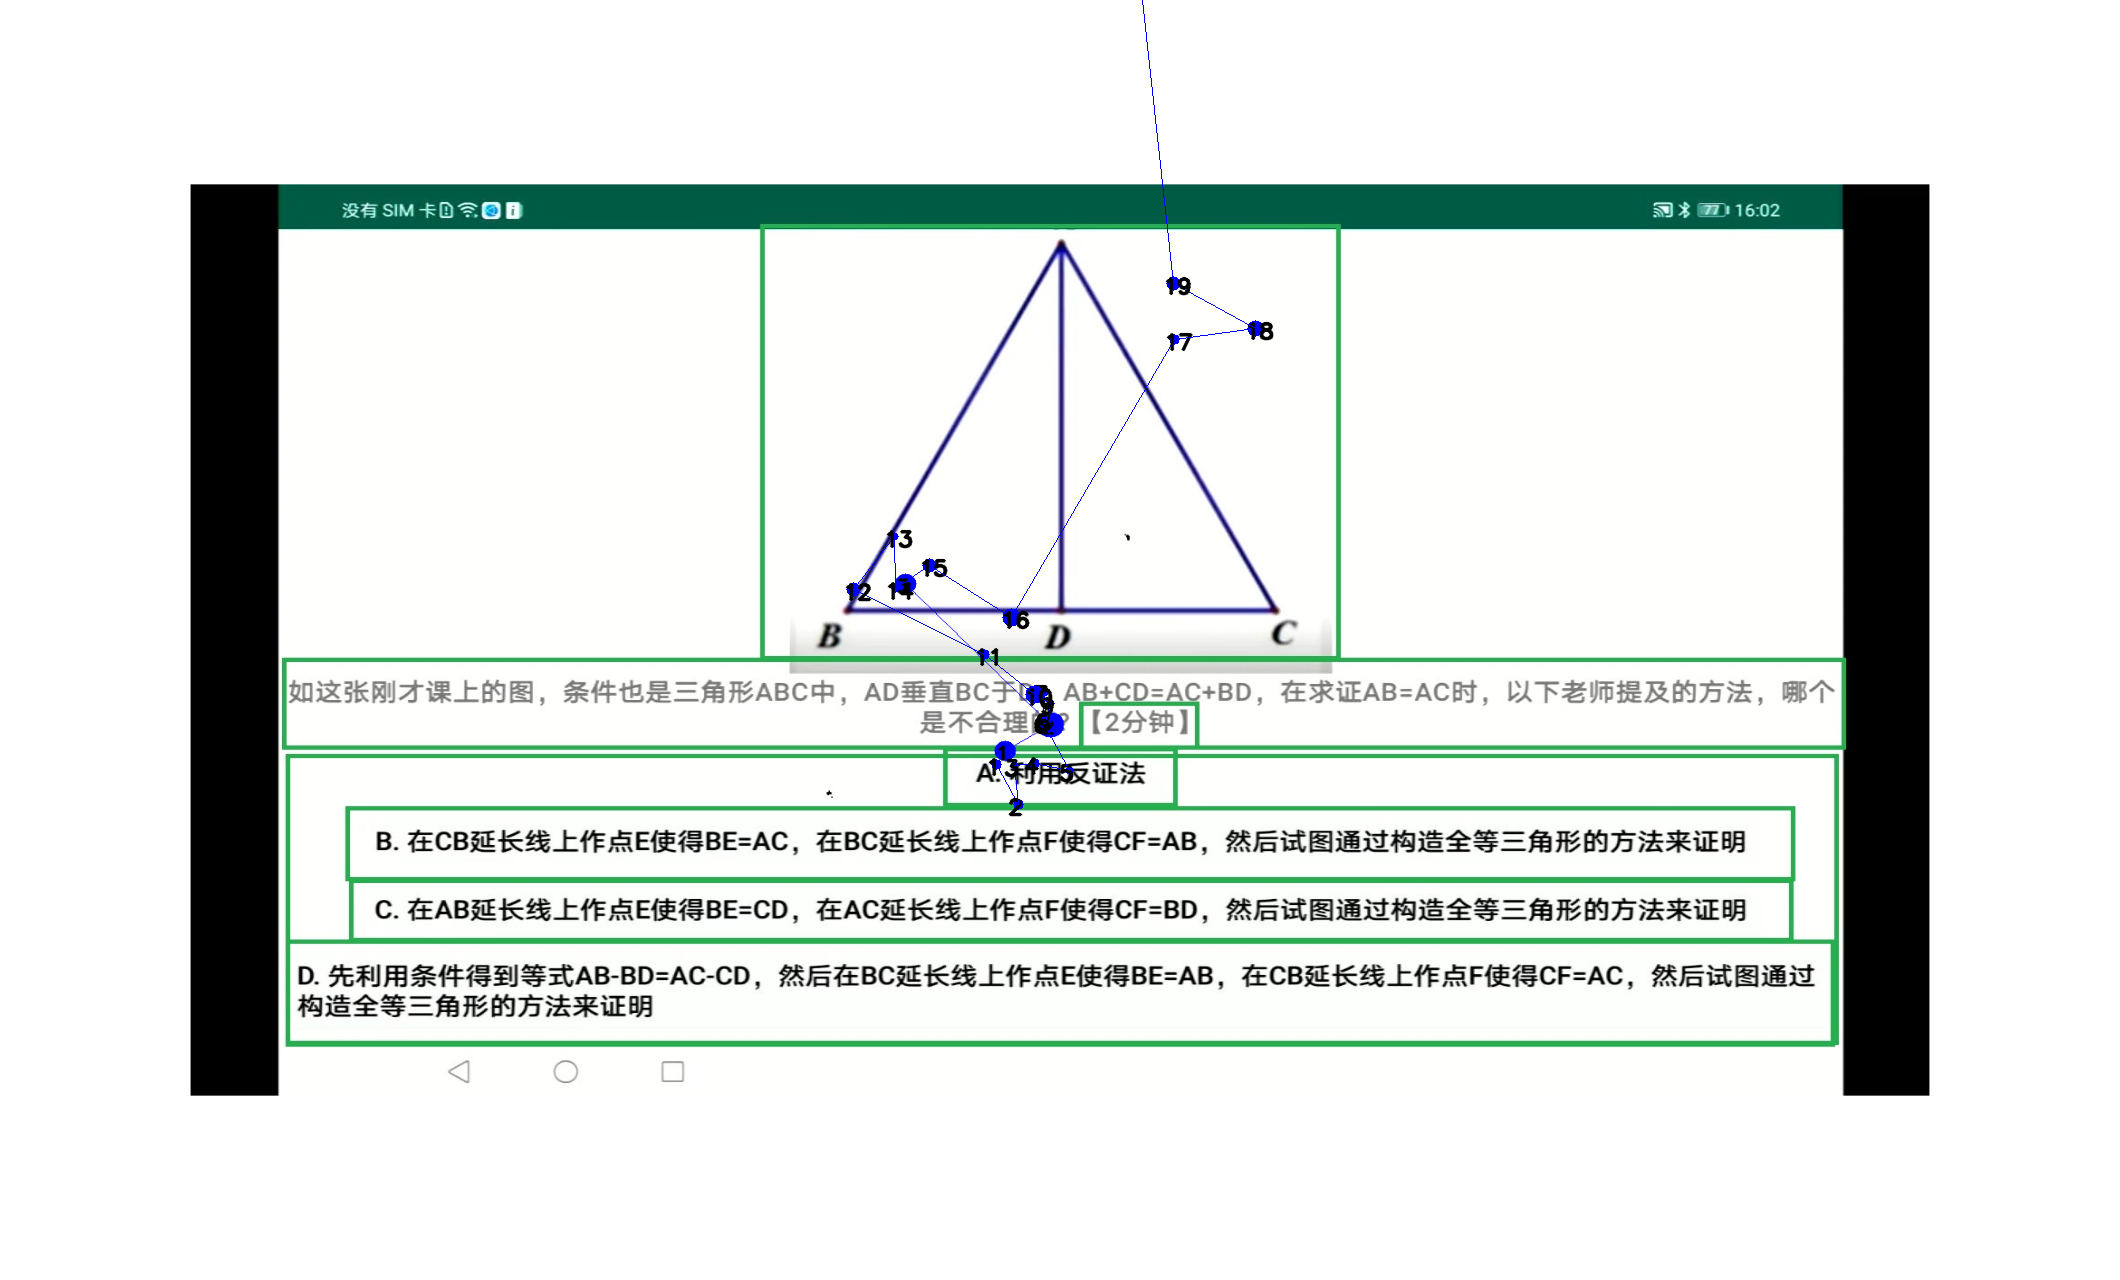 没有 SIM 卡
77 16:02
19
18
17
13
15
12
14
16
B D C
11
如这张刚才课上的图，条件也是三角形ABC中，AD垂直BC于 AB+CD=AC+BD，在求证AB=AC时，以下老师提及的方法，哪个
是不合理 ？【2分钟】
10
9
1
A. 利用反证法
3 4 5
2
B. 在CB延长线上作点E使得BE=AC，在BC延长线上作点F使得CF=AB，然后试图通过构造全等三角形的方法来证明
C. 在AB延长线上作点E使得BE=CD，在AC延长线上作点F使得CF=BD，然后试图通过构造全等三角形的方法来证明
D. 先利用条件得到等式AB-BD=AC-CD，然后在BC延长线上作点E使得BE=AB，在CB延长线上作点F使得CF=AC，然后试图通过
构造全等三角形的方法来证明